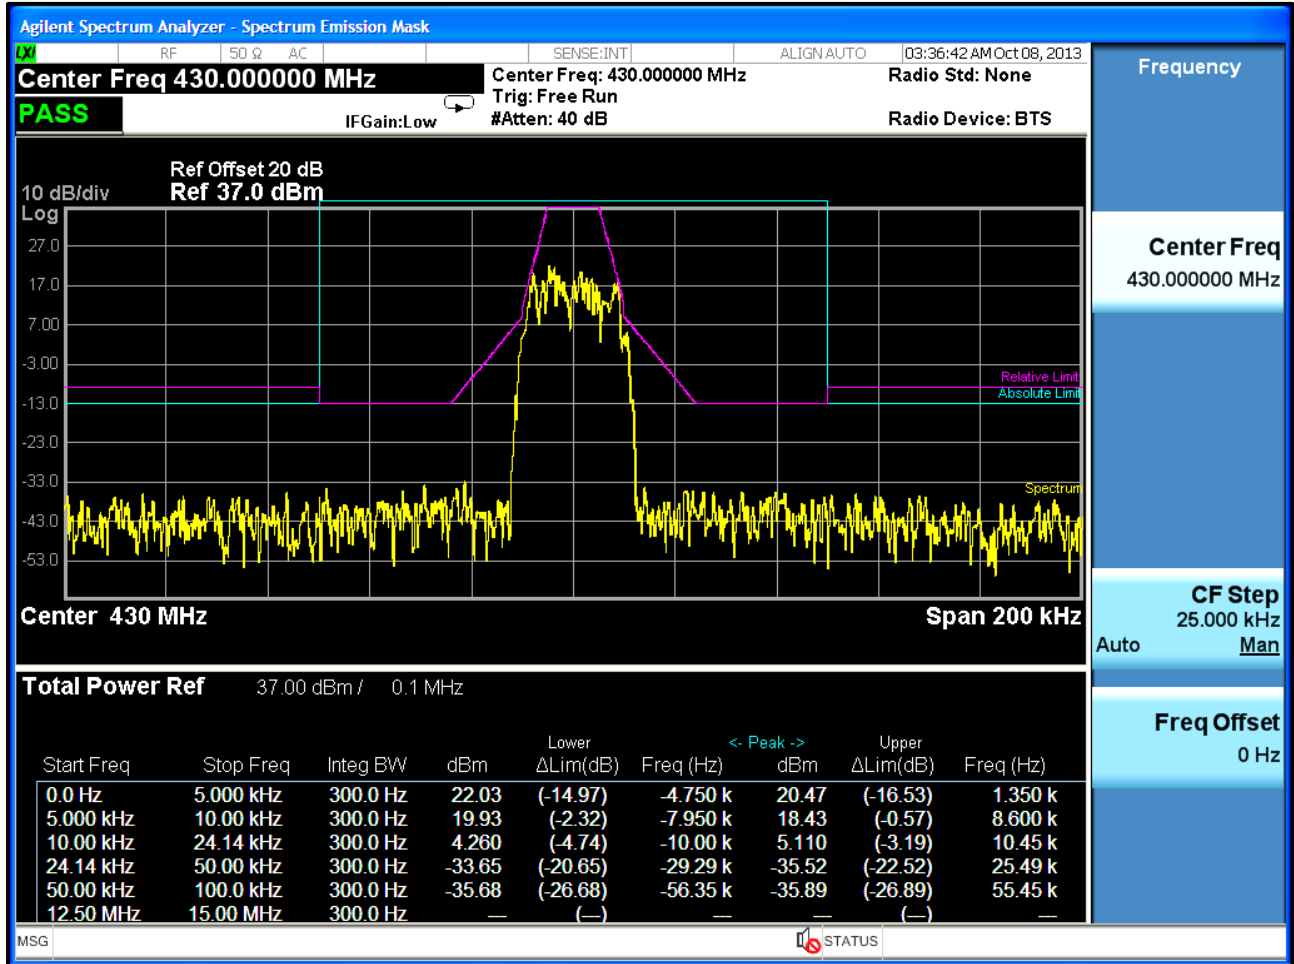 Agilent Spectrum Analyzer - Spectrum Emission Mask
LXI RF 50 Ω AC SENSE:INT ALIGN AUTO 03:36:42 AM Oct 08, 2013
Center Freq 430.000000 MHz
Center Freq: 430.000000 MHz
Radio Std: None
Trig: Free Run
PASS
IFGain:Low
#Atten: 40 dB
Radio Device: BTS
Ref Offset 20 dB
10 dB/div Ref 37.0 dBm
Log
27.0
17.0
7.00
-3.00
Relative Limit
Absolute Limit
-13.0
-23.0
-33.0
Spectrum
-43.0
-53.0
Center 430 MHz Span 200 kHz
Total Power Ref 37.00 dBm / 0.1 MHz
Lower <- Peak -> Upper
Start Freq Stop Freq Integ BW dBm ΔLim(dB) Freq (Hz) dBm ΔLim(dB) Freq (Hz)
0.0 Hz 5.000 kHz 300.0 Hz 22.03 (-14.97) -4.750 k 20.47 (-16.53) 1.350 k
5.000 kHz 10.00 kHz 300.0 Hz 19.93 (-2.32) -7.950 k 18.43 (-0.57) 8.600 k
10.00 kHz 24.14 kHz 300.0 Hz 4.260 (-4.74) -10.00 k 5.110 (-3.19) 10.45 k
24.14 kHz 50.00 kHz 300.0 Hz -33.65 (-20.65) -29.29 k -35.52 (-22.52) 25.49 k
50.00 kHz 100.0 kHz 300.0 Hz -35.68 (-26.68) -56.35 k -35.89 (-26.89) 55.45 k
12.50 MHz 15.00 MHz 300.0 Hz --- (---) --- --- (---) ---
MSG STATUS
Frequency
Center Freq
430.000000 MHz
CF Step
25.000 kHz
Auto Man
Freq Offset
0 Hz